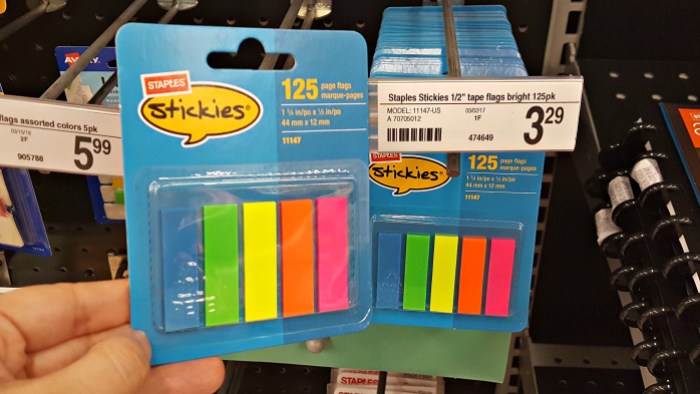 AVERY
STAPLES
Stickies®
125 page flags
marque-pages
1 ¾ in/po x ½ in/po
44 mm x 12 mm
11147
flags assorted colors 5pk
905788
5 99
Staples Stickies 1/2" tape flags bright 125pk
MODEL: 11147-US
1F
A 70705012
474649
3 29
STAPLES
Stickies®
125 page flags
marque-pages
44 mm x 12 mm
11147
STAPLES